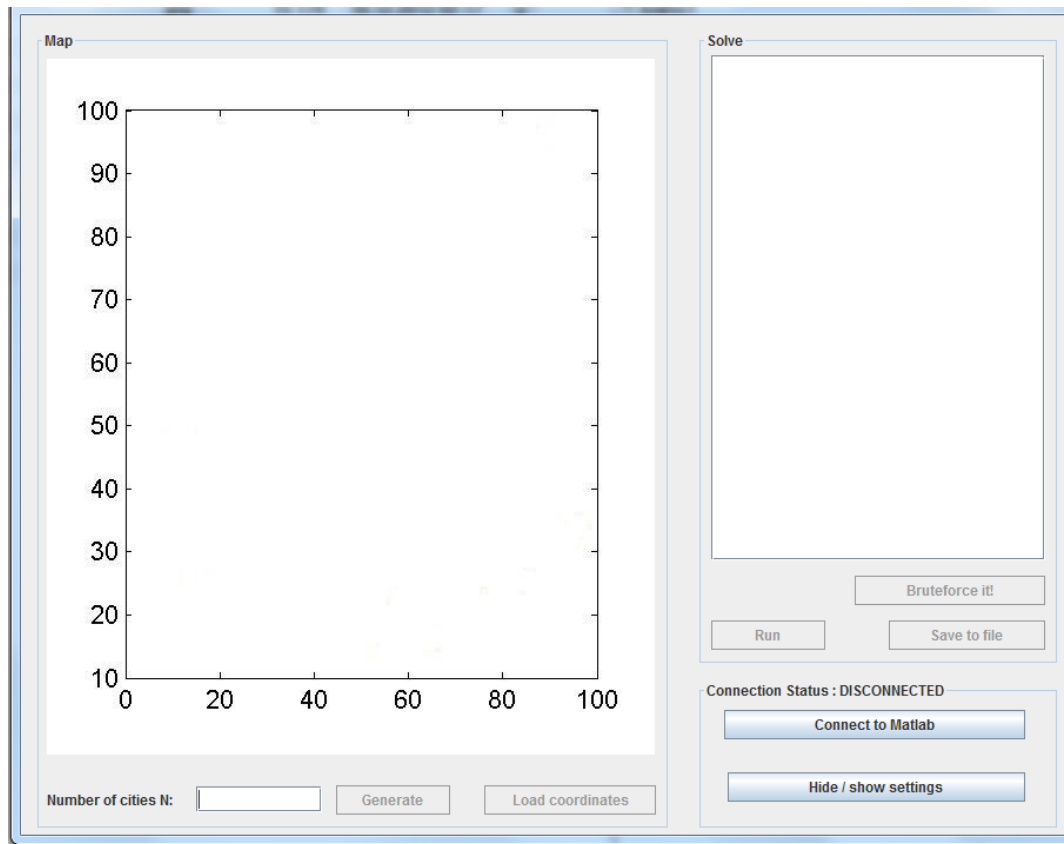 Map
100
90
80
70
60
50
40
30
20
10
0 20 40 60 80 100
Number of cities N:
Generate
Load coordinates
Solve
Bruteforce it!
Run
Save to file
Connection Status : DISCONNECTED
Connect to Matlab
Hide / show settings